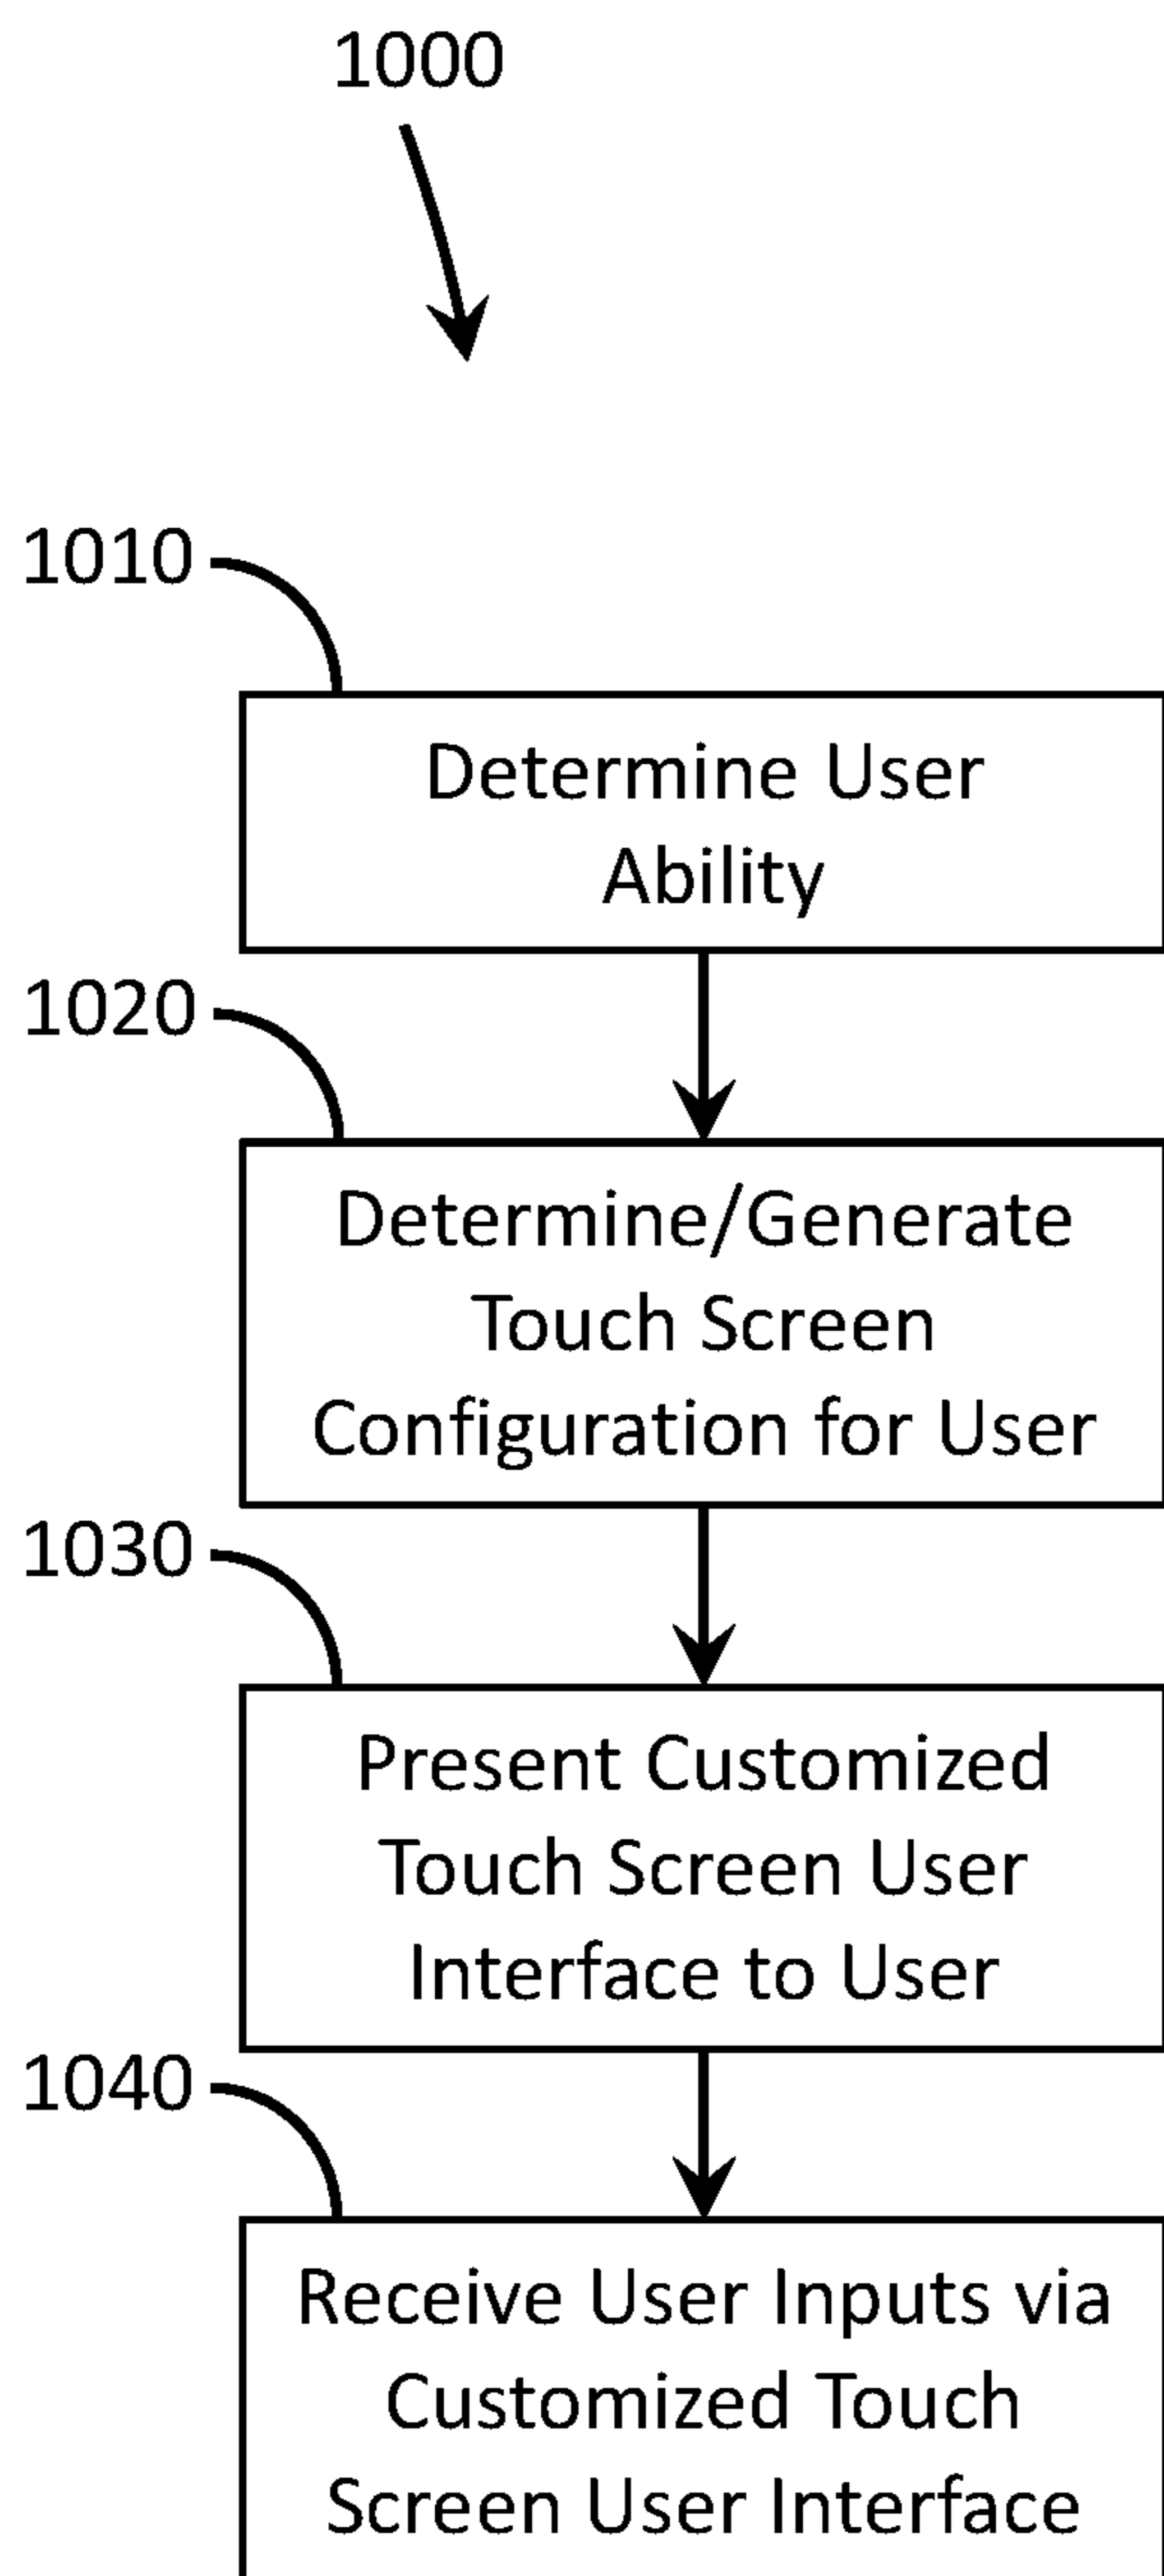 1000
1010
Determine User
Ability
1020
Determine/Generate
Touch Screen
Configuration for User
1030
Present Customized
Touch Screen User
Interface to User
1040
Receive User Inputs via
Customized Touch
Screen User Interface